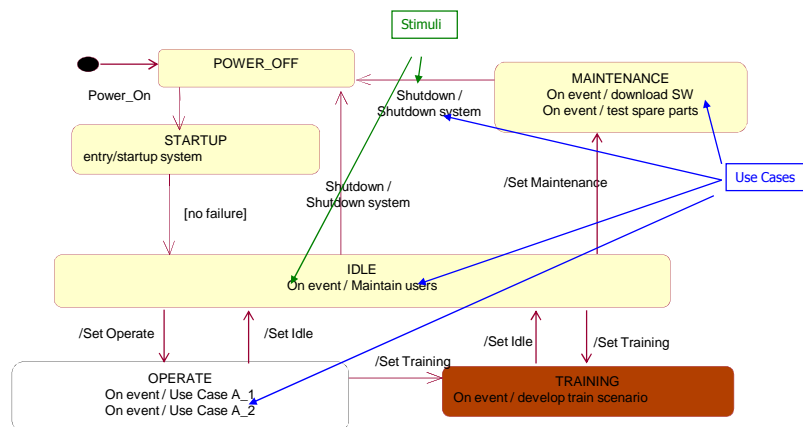 Stimuli
POWER_OFF
MAINTENANCE
On event / download SW
On event / test spare parts
Power_On
Shutdown /
Shutdown system
STARTUP
entry/startup system
Use Cases
Shutdown /
Shutdown system
/Set Maintenance
[no failure]
IDLE
On event / Maintain users
/Set Operate
/Set Idle
/Set Idle
/Set Training
/Set Training
OPERATE
On event / Use Case A_1
On event / Use Case A_2
TRAINING
On event / develop train scenario